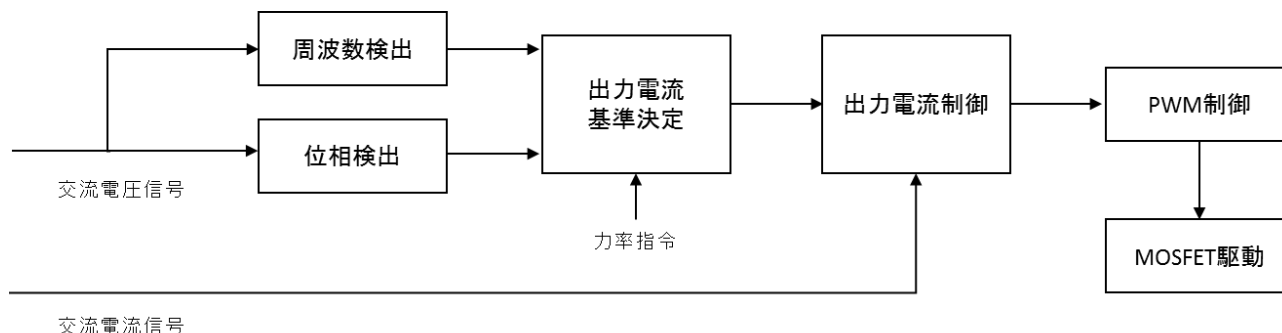 周波数検出
位相検出
交流電圧信号
出力電流
基準決定
力率指令
出力電流制御
PWM制御
MOSFET駆動
交流電流信号